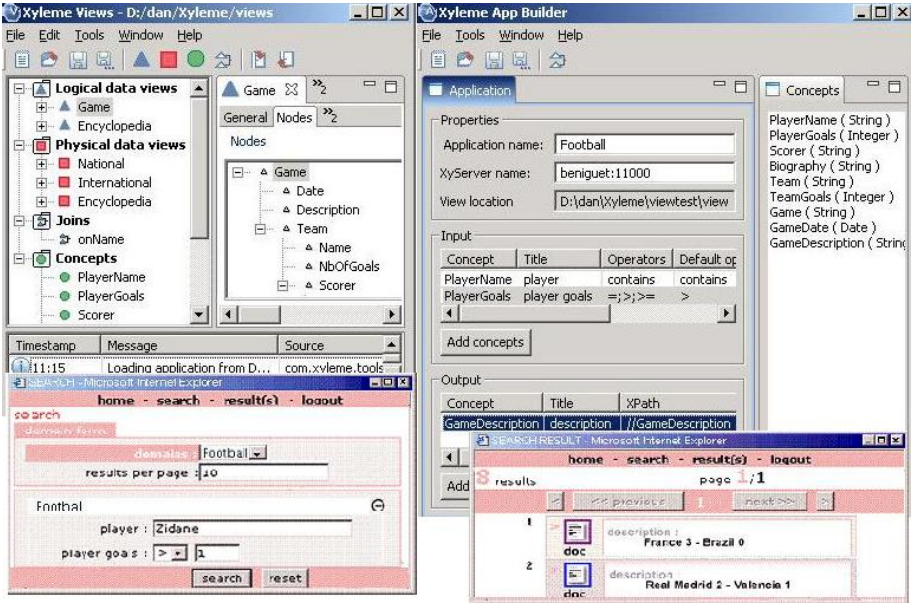 Xyleme Views - D:/dan/Xyleme/views
File Edit Tools Window Help
Logical data views
Game
Encyclopedia
Physical data views
National
International
Encyclopedia
Joins
onName
Concepts
PlayerName
PlayerGoals
Scorer
Game
»2
General Nodes »2
Nodes
Game
Date
Description
Team
Name
NbOfGoals
Scorer
Timestamp Message Source
11:15 Loading application from D... com.xyleme.tools
Xyleme App Builder
File Tools Window Help
Application
Properties
Application name: Football
XyServer name: beniguet:11000
View location D:\dan\Xyleme\viewtest\view
Input
Concept Title Operators Default op
PlayerName player contains contains
PlayerGoals player goals =;>;>= >
Add concepts
Output
Concept Title XPath
GameDescription description //GameDescription
Add
Concepts
PlayerName ( String )
PlayerGoals ( Integer )
Scorer ( String )
Biography ( String )
Team ( String )
TeamGoals ( Integer )
Game ( String )
GameDate ( Date )
GameDescription ( String
SEARCH - Microsoft Internet Explorer
home - search - result(s) - logout
search
domain form
domains : Football
results per page : 10
Football
player : Zidane
player goals : > 1
search reset
SEARCH RESULT - Microsoft Internet Explorer
home - search - result(s) - logout
8 results page 1/1
< << previous 1 next >> >
1
doc
description :
France 3 - Brazil 0
2
doc
description
Real Medrid 2 - Valencia 1